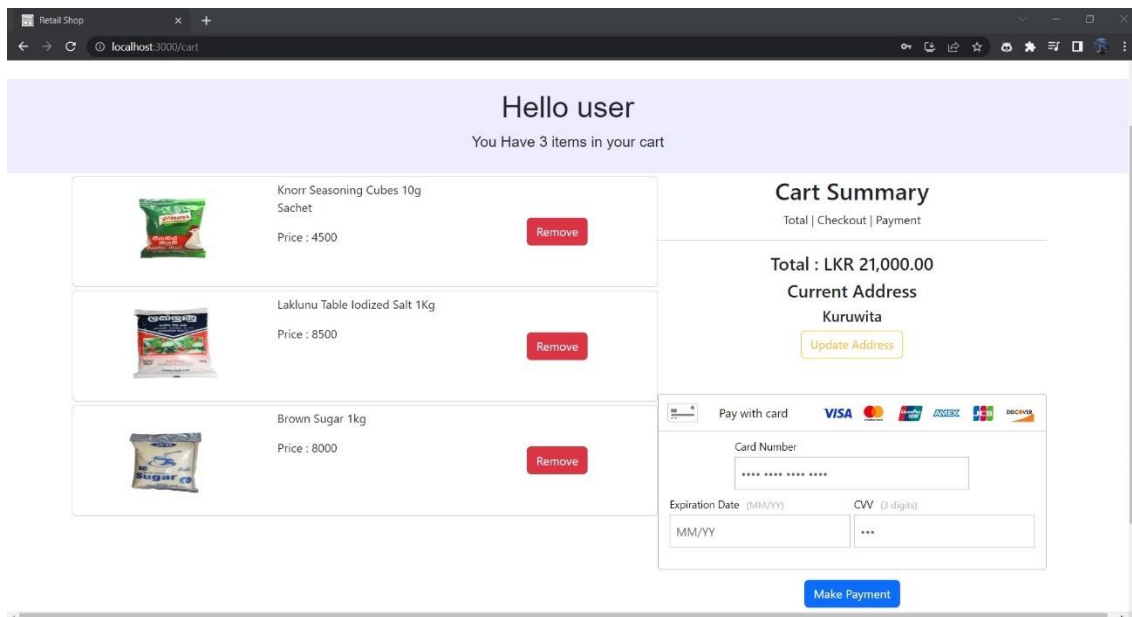 Retail Shop
localhost:3000/cart
Hello user
You Have 3 items in your cart
Knorr Seasoning Cubes 10g
Sachet
Price : 4500
Remove
Laklunu Table Iodized Salt 1Kg
Price : 8500
Remove
Brown Sugar 1kg
Price : 8000
Remove
Knorr
Sugar
Cart Summary
Total | Checkout | Payment
Total : LKR 21,000.00
Current Address
Kuruwita
Update Address
Pay with card
VISA
AMEX
JCB
DISCOVER
Card Number
•••• •••• •••• ••••
Expiration Date (MM/YY)
CVV (3 digits)
MM/YY
•••
Make Payment